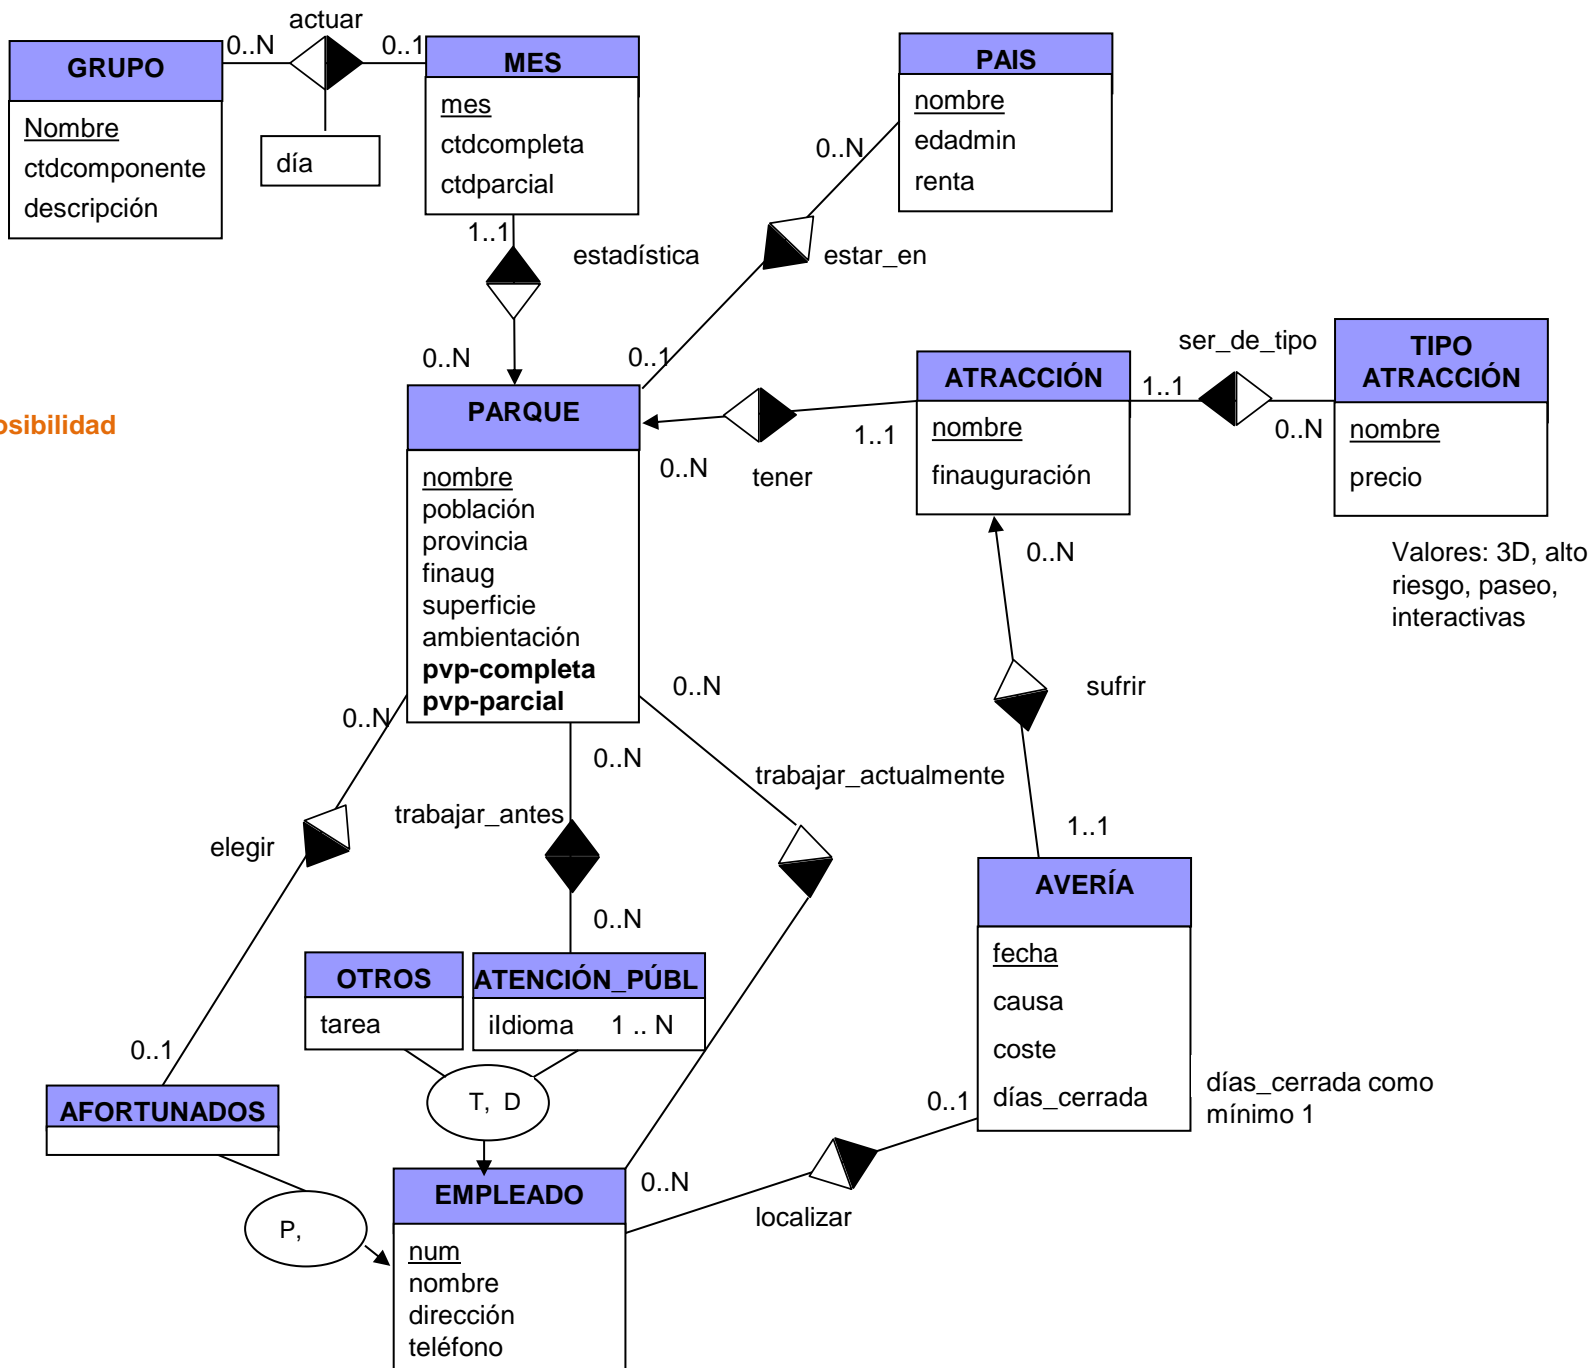 actuar
0..N
0..1
GRUPO
Nombre
ctdcomponente
descripción
día
MES
mes
ctdcompleta
ctdparcial
PAIS
nombre
edadmin
renta
0..N
estar_en
1..1
estadística
0..N
0..1
osibilidad
PARQUE
nombre
población
provincia
finaug
superficie
ambientación
pvp-completa
pvp-parcial
0..N
tener
1..1
ATRACCIÓN
nombre
finauguración
ser_de_tipo
1..1
0..N
TIPO
ATRACCIÓN
nombre
precio
Valores: 3D, alto
riesgo, paseo,
interactivas
0..N
sufrir
1..1
0..N
elegir
0..1
0..N
trabajar_antes
0..N
0..N
trabajar_actualmente
0..N
AVERÍA
fecha
causa
coste
días_cerrada
días_cerrada como
mínimo 1
OTROS
tarea
ATENCIÓN_PÚBL
iIdioma 1 .. N
T, D
AFORTUNADOS
P,
EMPLEADO
num
nombre
dirección
teléfono
0..1
localizar